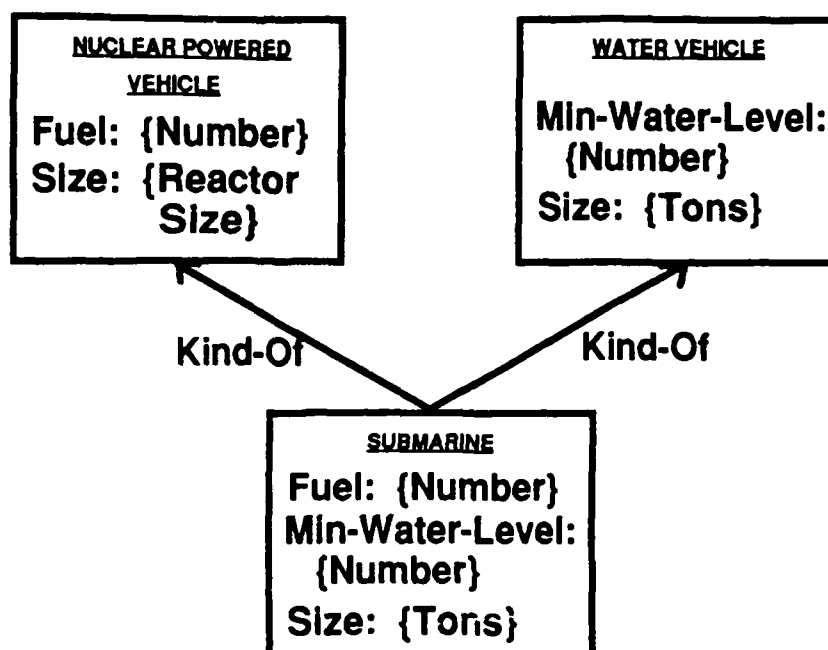 NUCLEAR POWERED
VEHICLE
Fuel: {Number}
Size: {Reactor
Size}
WATER VEHICLE
Min-Water-Level:
{Number}
Size: {Tons}
Kind-Of
Kind-Of
SUBMARINE
Fuel: {Number}
Min-Water-Level:
{Number}
Size: {Tons}